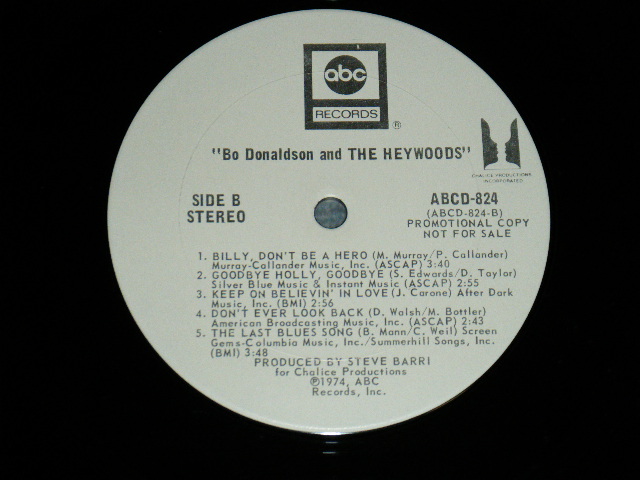 abc
RECORDS
®
"Bo Donaldson and THE HEYWOODS"
CHALICE PRODUCTIONS
INCORPORATED
SIDE B
STEREO
ABCD-824
(ABCD-824-B)
PROMOTIONAL COPY
NOT FOR SALE
1. BILLY, DON'T BE A HERO (M. Murray/P. Callander)
Murray-Callander Music, Inc. (ASCAP) 3:40
2. GOODBYE HOLLY, GOODBYE (S. Edwards/D. Taylor)
Silver Blue Music & Instant Music (ASCAP) 2:55
3. KEEP ON BELIEVIN' IN LOVE (J. Carone) After Dark
Music, Inc. (BMI) 2:56
4. DON'T EVER LOOK BACK (D. Walsh/M. Bottler)
American Broadcasting Music, Inc. (ASCAP) 2:43
5. THE LAST BLUES SONG (B. Mann/C. Weil) Screen
Gems-Columbia Music, Inc./Summerhill Songs, Inc.
(BMI) 3:48
PRODUCED BY STEVE BARRI
for Chalice Productions
℗1974, ABC
Records, Inc.